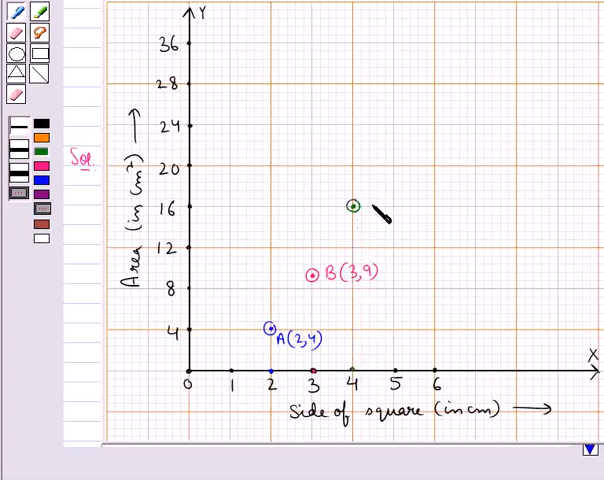 Y
36
28
24
20
16
12
8
4
Sol.
Area (in cm²)
B(3,9)
A(2,4)
X
0 1 2 3 4 5 6
Side of square (in cm)